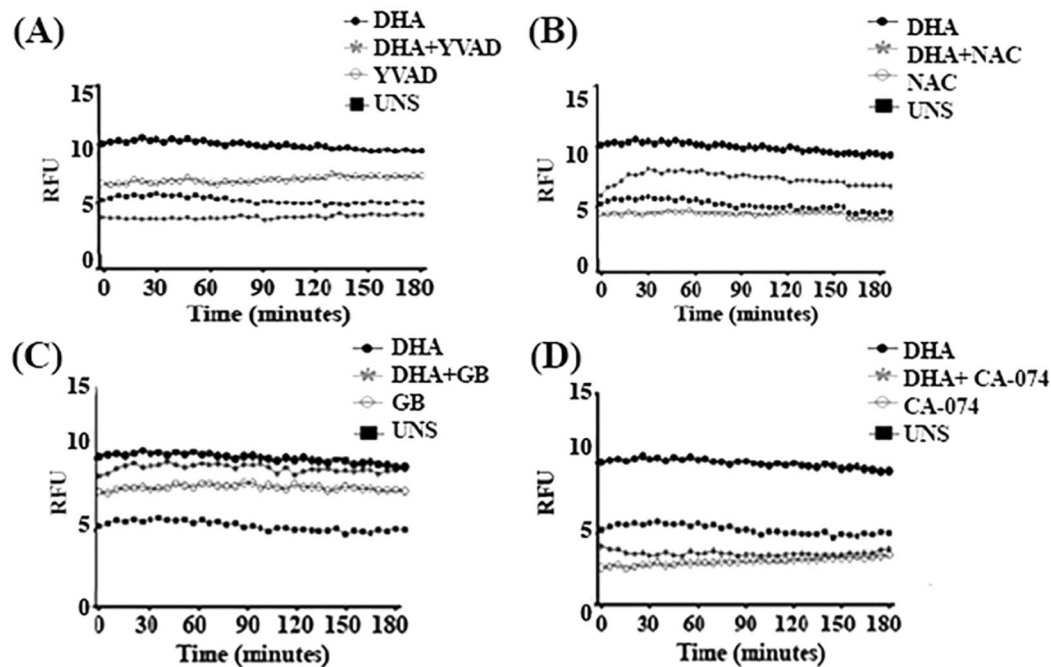 (A)
DHA
DHA+YVAD
YVAD
UNS
15
10
5
0
RFU
0 30 60 90 120 150 180
Time (minutes)
(B)
DHA
DHA+NAC
NAC
UNS
15
10
5
0
RFU
0 30 60 90 120 150 180
Time (minutes)
(C)
DHA
DHA+GB
GB
UNS
15
10
5
0
RFU
0 30 60 90 120 150 180
Time (minutes)
(D)
DHA
DHA+ CA-074
CA-074
UNS
15
10
5
0
RFU
0 30 60 90 120 150 180
Time (minutes)